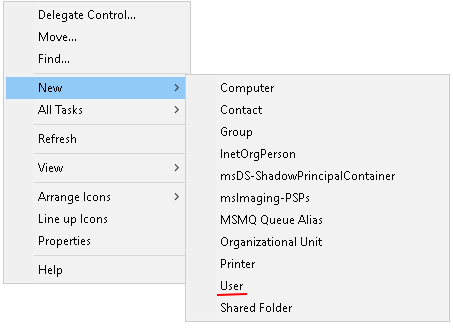 Delegate Control...
Move...
Find...
New
All Tasks
Refresh
View
Arrange Icons
Line up Icons
Properties
Help
Computer
Contact
Group
InetOrgPerson
msDS-ShadowPrincipalContainer
msImaging-PSPs
MSMQ Queue Alias
Organizational Unit
Printer
User
Shared Folder